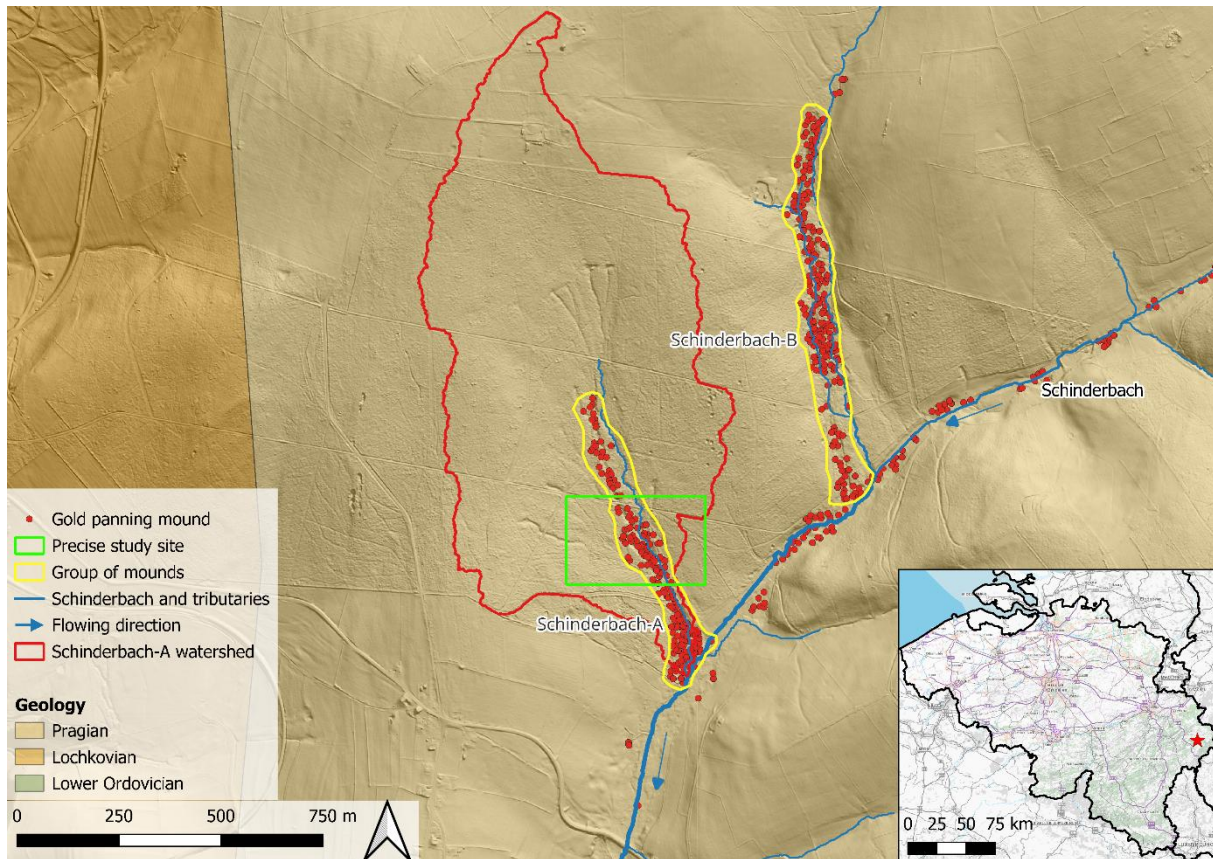 Schinderbach-B
Schinderbach
Schinderbach-A
Gold panning mound
Precise study site
Group of mounds
Schinderbach and tributaries
Flowing direction
Schinderbach-A watershed
Geology
Pragian
Lochkovian
Lower Ordovician
0 250 500 750 m
0 25 50 75 km